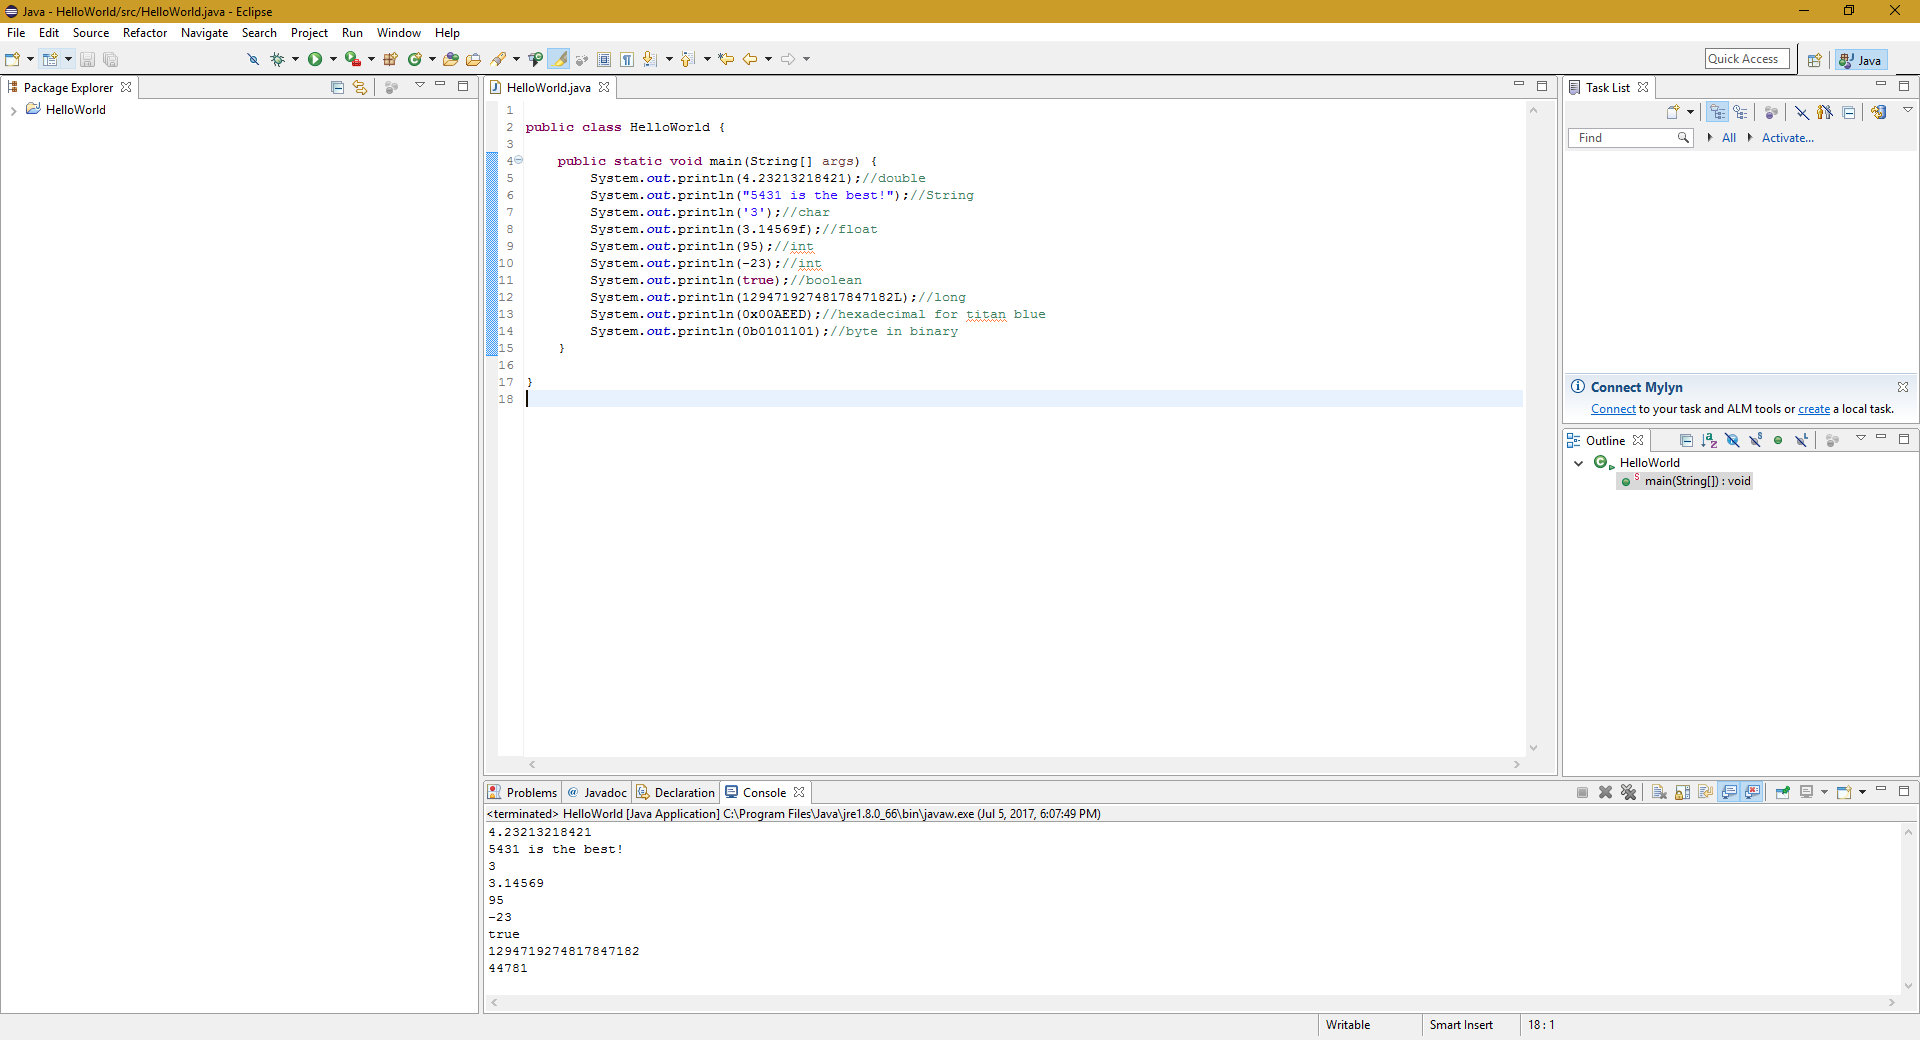 Java - HelloWorld/src/HelloWorld.java - Eclipse
File Edit Source Refactor Navigate Search Project Run Window Help
Quick Access
Java
Package Explorer
HelloWorld
HelloWorld.java
1
2 public class HelloWorld {
3
4     public static void main(String[] args) {
5         System.out.println(4.23213218421);//double
6         System.out.println("5431 is the best!");//String
7         System.out.println('3');//char
8         System.out.println(3.14569f);//float
9         System.out.println(95);//int
10         System.out.println(-23);//int
11         System.out.println(true);//boolean
12         System.out.println(1294719274817847182L);//long
13         System.out.println(0x00AEED);//hexadecimal for titan blue
14         System.out.println(0b0101101);//byte in binary
15     }
16
17 }
18
Task List
Find
All
Activate...
Connect Mylyn
Connect to your task and ALM tools or create a local task.
Outline
HelloWorld
main(String[]) : void
Problems @ Javadoc Declaration Console
<terminated> HelloWorld [Java Application] C:\Program Files\Java\jre1.8.0_66\bin\javaw.exe (Jul 5, 2017, 6:07:49 PM)
4.23213218421
5431 is the best!
3
3.14569
95
-23
true
1294719274817847182
44781
Writable
Smart Insert
18 : 1